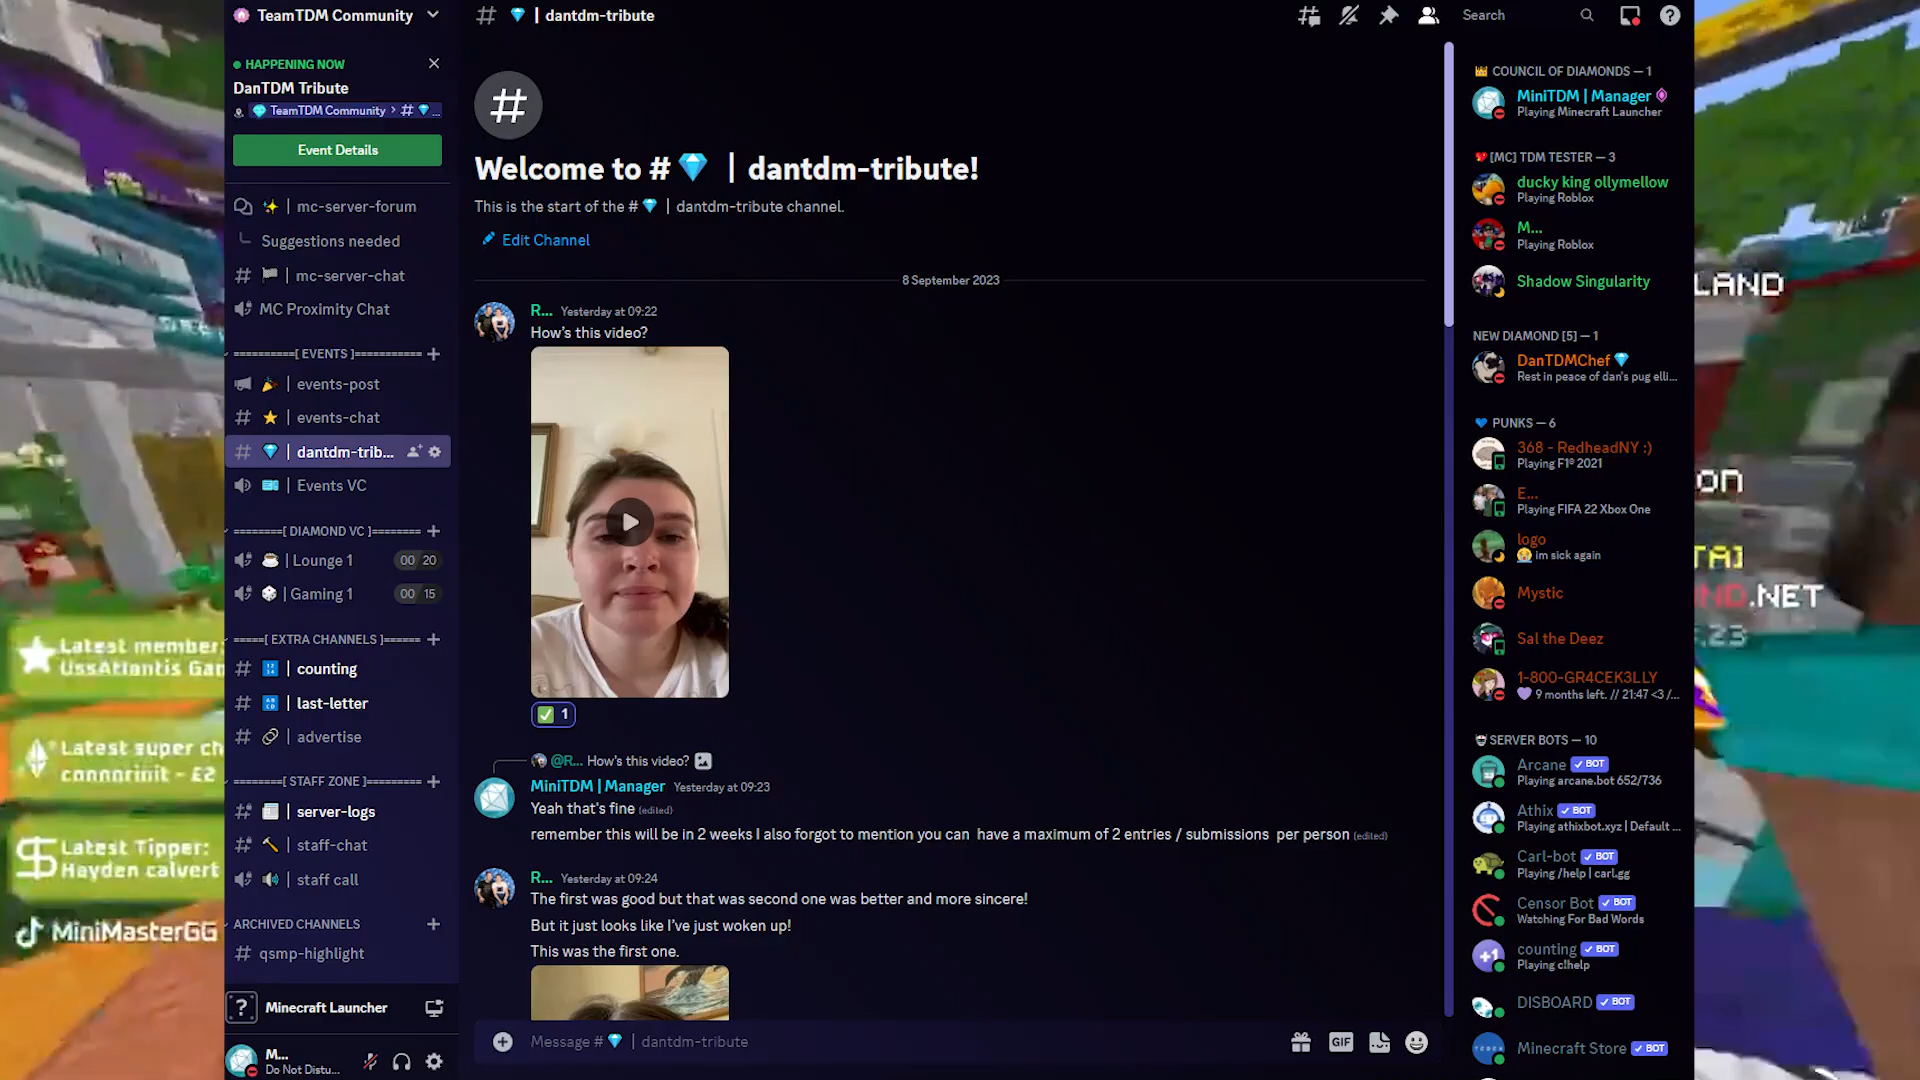 TeamTDM Community
HAPPENING NOW
DanTDM Tribute
TeamTDM Community > # 💎 ...
Event Details
✨ | mc-server-forum
Suggestions needed
# 🏁 | mc-server-chat
MC Proximity Chat
==========[ EVENTS ]===========
🎉 | events-post
# ⭐ | events-chat
# 💎 | dantdm-trib...
🎟 | Events VC
========[ DIAMOND VC ]========
☕ | Lounge 1 00 20
🎲 | Gaming 1 00 15
=====[ EXTRA CHANNELS ]======
# 🔢 | counting
# 🔠 | last-letter
# 🔗 | advertise
========[ STAFF ZONE ]=========
# 📰 | server-logs
# 🔨 | staff-chat
🔊 | staff call
ARCHIVED CHANNELS
# qsmp-highlight
? Minecraft Launcher
M...
Do Not Distu...
# 💎 | dantdm-tribute
Search
#
Welcome to # 💎 | dantdm-tribute!
This is the start of the # 💎 | dantdm-tribute channel.
Edit Channel
8 September 2023
R... Yesterday at 09:22
How's this video?
✅ 1
@R... How's this video?
MiniTDM | Manager Yesterday at 09:23
Yeah that's fine (edited)
remember this will be in 2 weeks I also forgot to mention you can have a maximum of 2 entries / submissions per person (edited)
R... Yesterday at 09:24
The first was good but that was second one was better and more sincere!
But it just looks like I've just woken up!
This was the first one.
Message # 💎 | dantdm-tribute
GIF
👑 COUNCIL OF DIAMONDS — 1
MiniTDM | Manager
Playing Minecraft Launcher
[MC] TDM TESTER — 3
ducky king ollymellow
Playing Roblox
M...
Playing Roblox
Shadow Singularity
NEW DIAMOND [5] — 1
DanTDMChef 💎
Rest in peace of dan's pug elli...
💙 PUNKS — 6
368 - RedheadNY :)
Playing F1® 2021
E...
Playing FIFA 22 Xbox One
logo
😭 im sick again
Mystic
Sal the Deez
1-800-GR4CEK3LLY
💜 9 months left. // 21:47 <3 /...
SERVER BOTS — 10
Arcane ✓ BOT
Playing arcane.bot 652/736
Athix ✓ BOT
Playing athixbot.xyz | Default ...
Carl-bot ✓ BOT
Playing /help | carl.gg
Censor Bot ✓ BOT
Watching For Bad Words
counting ✓ BOT
Playing c!help
DISBOARD ✓ BOT
Minecraft Store ✓ BOT
Latest member:
UssAtlantis Gam
Latest super ch
connorinit - £2
Latest Tipper:
Hayden calvert
MiniMasterGG
LAND
on
TA]
ND.NET
:23